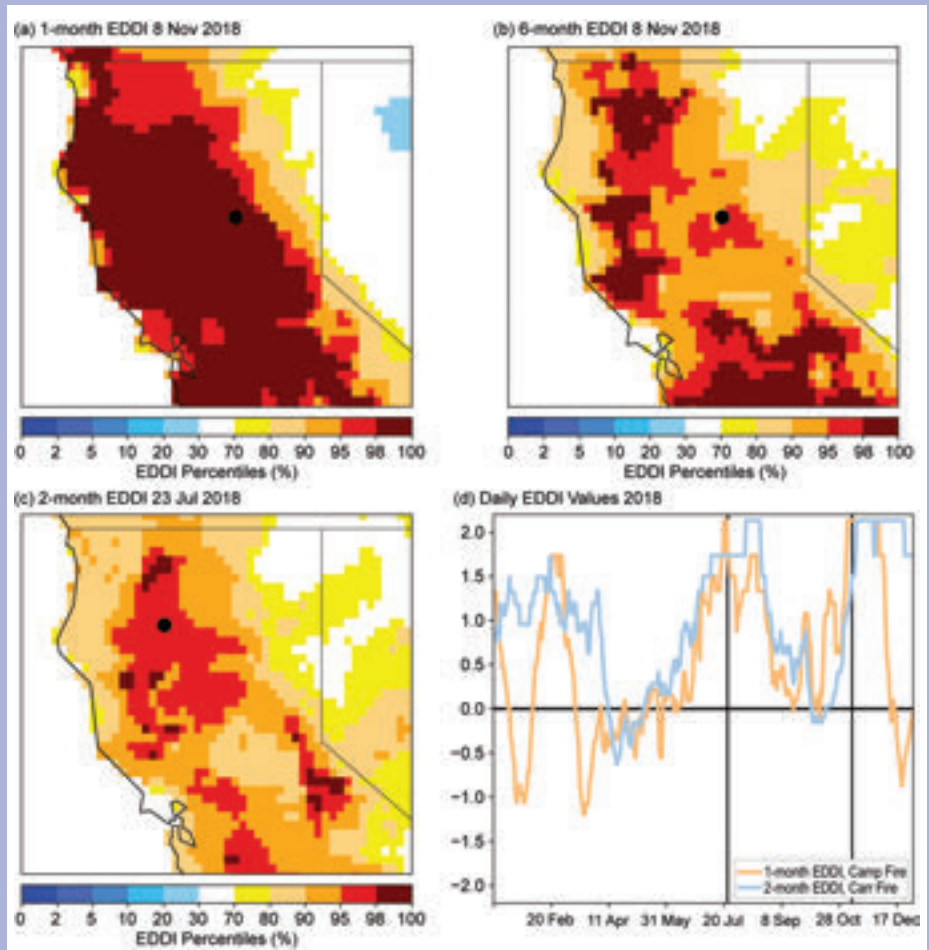 (a) 1-month EDDI 8 Nov 2018
(b) 6-month EDDI 8 Nov 2018
0 2 5 10 20 30 70 80 90 95 98 100
EDDI Percentiles (%)
0 2 5 10 20 30 70 80 90 95 98 100
EDDI Percentiles (%)
(c) 2-month EDDI 23 Jul 2018
(d) Daily EDDI Values 2018
2.0
1.5
1.0
0.5
0.0
−0.5
−1.0
−1.5
−2.0
1-month EDDI, Camp Fire
2-month EDDI, Carr Fire
20 Feb 11 Apr 31 May 20 Jul 8 Sep 28 Oct 17 Dec
0 2 5 10 20 30 70 80 90 95 98 100
EDDI Percentiles (%)